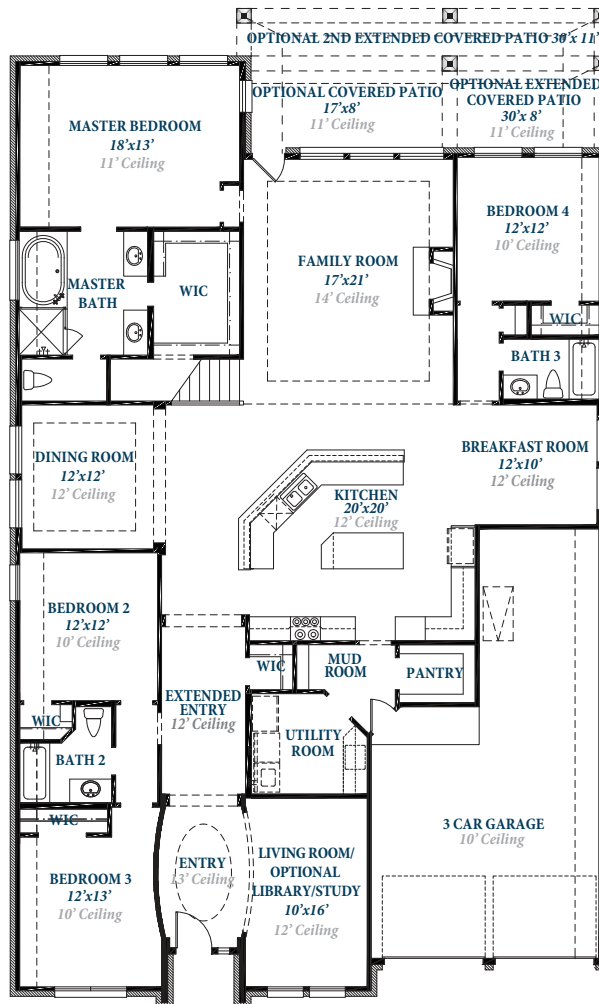 OPTIONAL 2ND EXTENDED COVERED PATIO 30'x 11'
OPTIONAL COVERED PATIO
17'x8'
11' Ceiling
OPTIONAL EXTENDED
COVERED PATIO
30'x 8'
11' Ceiling
MASTER BEDROOM
18'x13'
11' Ceiling
BEDROOM 4
12'x12'
10' Ceiling
FAMILY ROOM
17'x21'
14' Ceiling
MASTER
BATH
WIC
WIC
BATH 3
DINING ROOM
12'x12'
12' Ceiling
BREAKFAST ROOM
12'x10'
12' Ceiling
KITCHEN
20'x20'
12' Ceiling
BEDROOM 2
12'x12'
10' Ceiling
WIC
MUD
ROOM
PANTRY
EXTENDED
ENTRY
12' Ceiling
WIC
UTILITY
ROOM
BATH 2
WIC
3 CAR GARAGE
10' Ceiling
ENTRY
13' Ceiling
LIVING ROOM/
OPTIONAL
LIBRARY/STUDY
10'x16'
12' Ceiling
BEDROOM 3
12'x13'
10' Ceiling